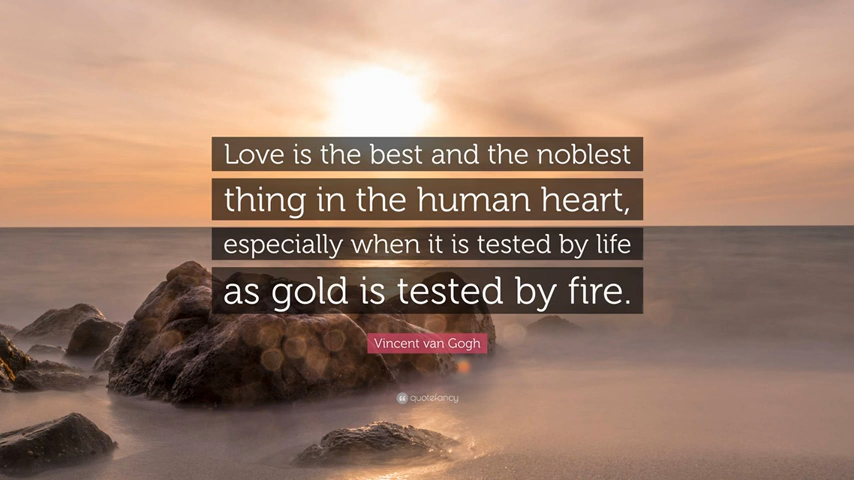 Love is the best and the noblest
thing in the human heart,
especially when it is tested by life
as gold is tested by fire.
Vincent van Gogh
quotefancy